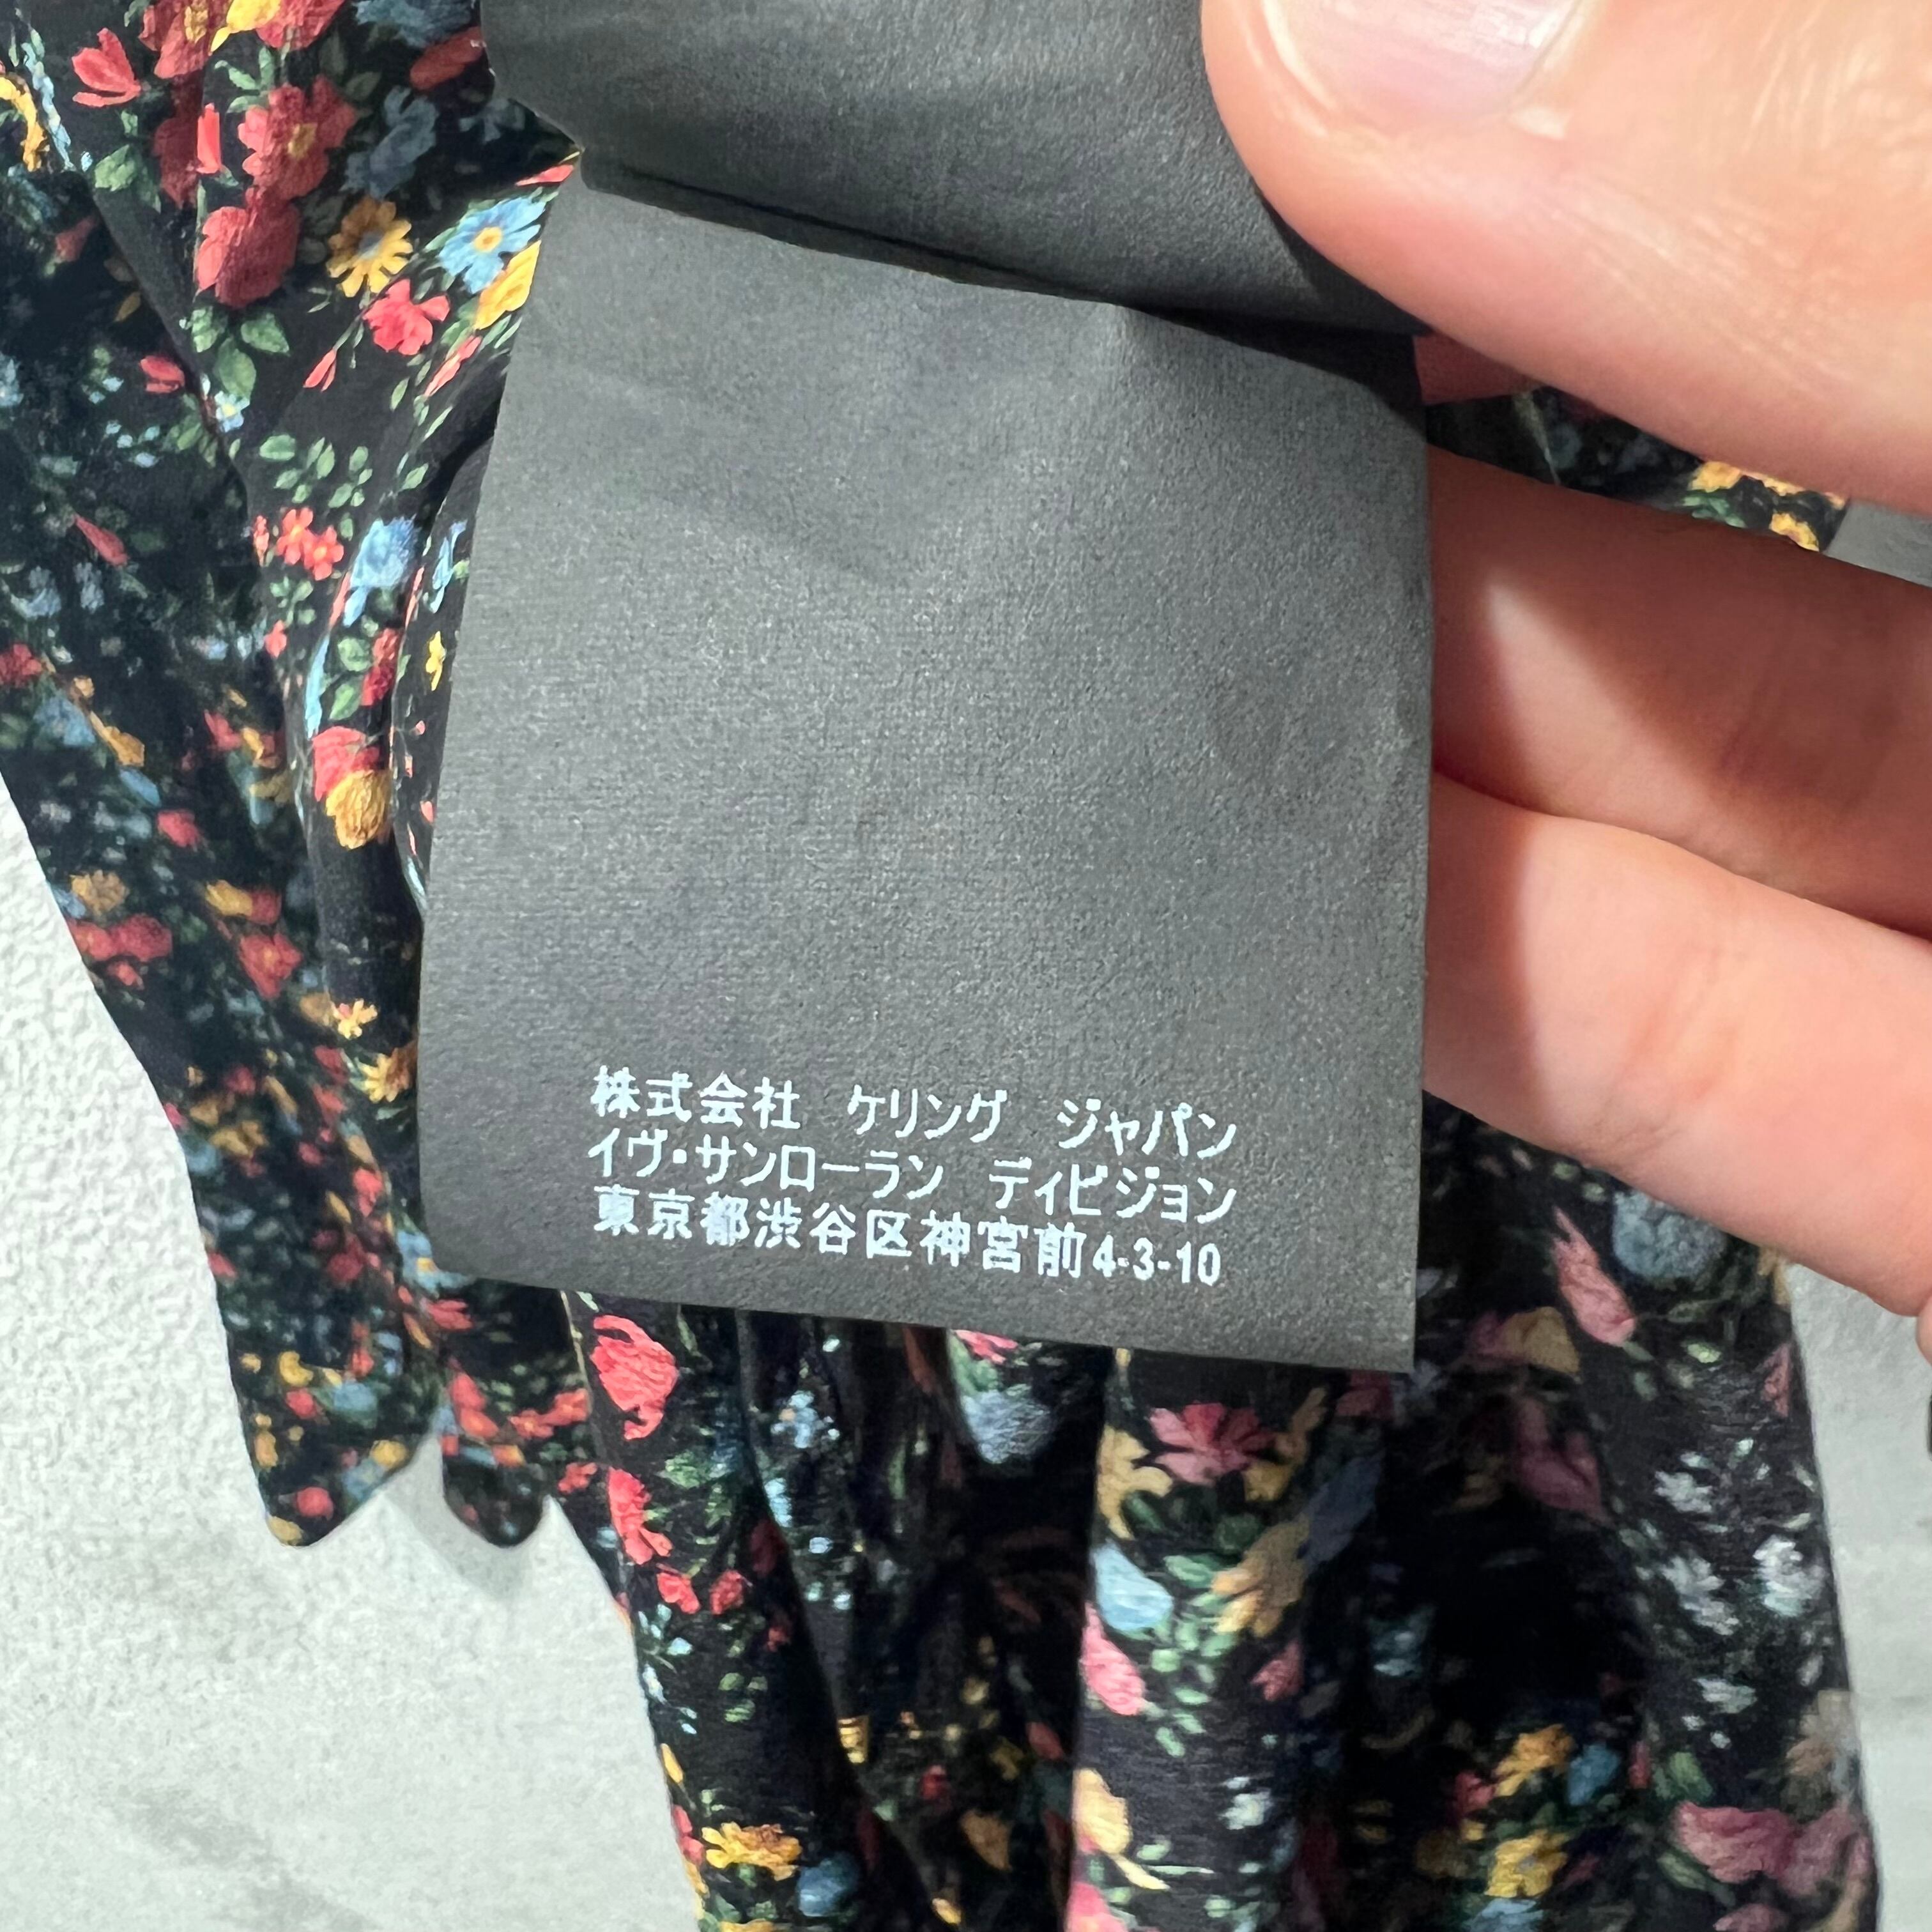 株式会社 ケリング ジャパン
イヴ・サンローラン ディビジョン
東京都渋谷区神宮前4-3-10